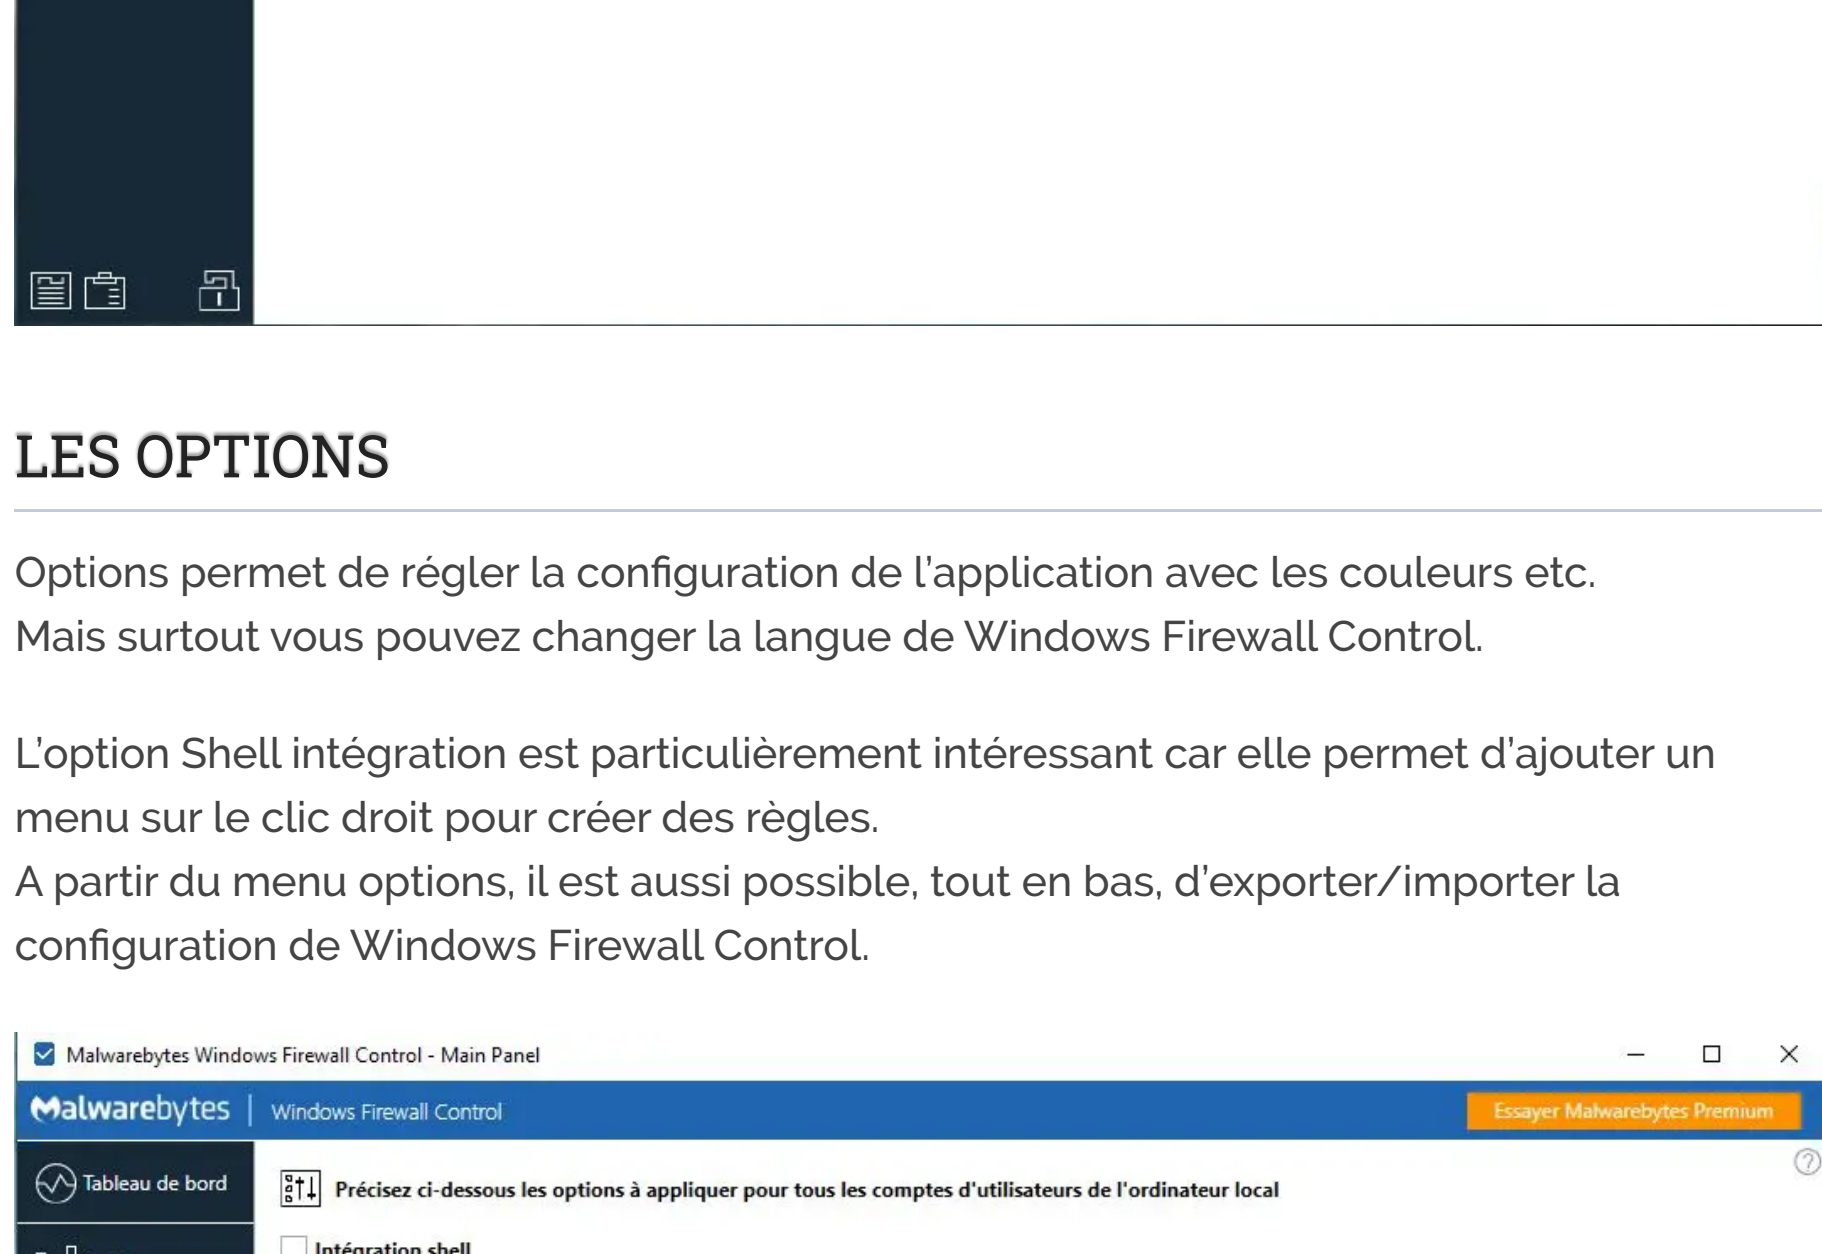 LES OPTIONS
Options permet de régler la configuration de l’application avec les couleurs etc.
Mais surtout vous pouvez changer la langue de Windows Firewall Control.
L’option Shell intégration est particulièrement intéressant car elle permet d’ajouter un
menu sur le clic droit pour créer des règles.
A partir du menu options, il est aussi possible, tout en bas, d’exporter/importer la
configuration de Windows Firewall Control.
Malwarebytes Windows Firewall Control - Main Panel
Malwarebytes | Windows Firewall Control
Essayer Malwarebytes Premium
Tableau de bord
Précisez ci-dessous les options à appliquer pour tous les comptes d'utilisateurs de l'ordinateur local
Intégration shell